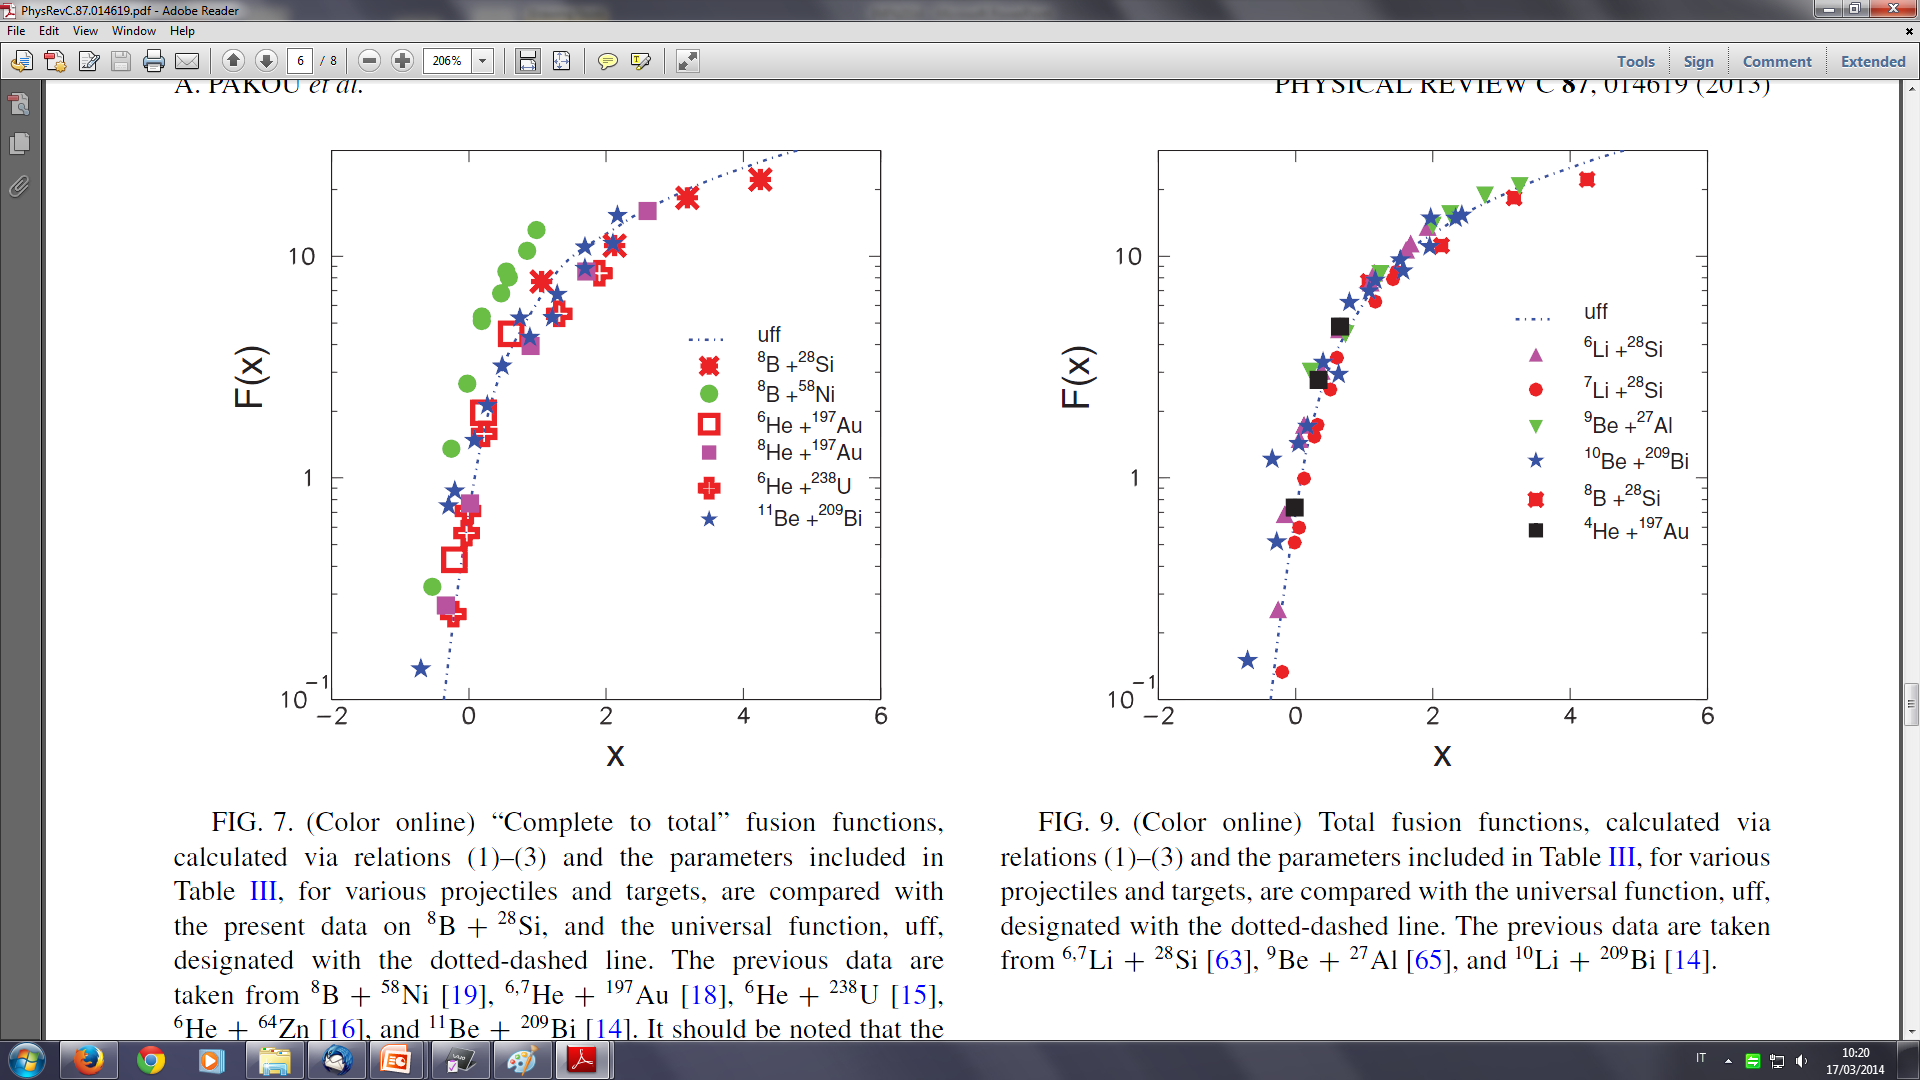 PhysRevC.87.014619.pdf - Adobe Reader
File Edit View Window Help
6 / 8 206% Tools Sign Comment Extended
A. PAKOU et al. PHYSICAL REVIEW C 87, 014619 (2013)
10
1
10−1
−2 0 2 4 6
F(x)
x
uff
8B +28Si
8B +58Ni
6He +197Au
8He +197Au
6He +238U
11Be +209Bi
FIG. 7. (Color online) “Complete to total” fusion functions,
calculated via relations (1)–(3) and the parameters included in
Table III, for various projectiles and targets, are compared with
the present data on 8B + 28Si, and the universal function, uff,
designated with the dotted-dashed line. The previous data are
taken from 8B + 58Ni [19], 6,7He + 197Au [18], 6He + 238U [15],
6He + 64Zn [16], and 11Be + 209Bi [14]. It should be noted that the
10
1
10−1
−2 0 2 4 6
F(x)
x
uff
6Li +28Si
7Li +28Si
9Be +27Al
10Be +209Bi
8B +28Si
4He +197Au
FIG. 9. (Color online) Total fusion functions, calculated via
relations (1)–(3) and the parameters included in Table III, for various
projectiles and targets, are compared with the universal function, uff,
designated with the dotted-dashed line. The previous data are taken
from 6,7Li + 28Si [63], 9Be + 27Al [65], and 10Li + 209Bi [14].
IT 10:20
17/03/2014